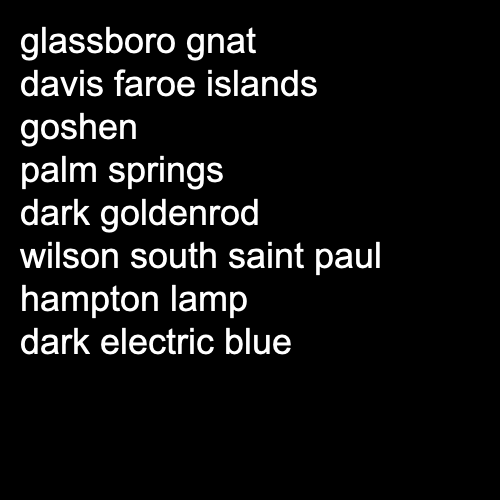 glassboro gnat
davis faroe islands
goshen
palm springs
dark goldenrod
wilson south saint paul
hampton lamp
dark electric blue